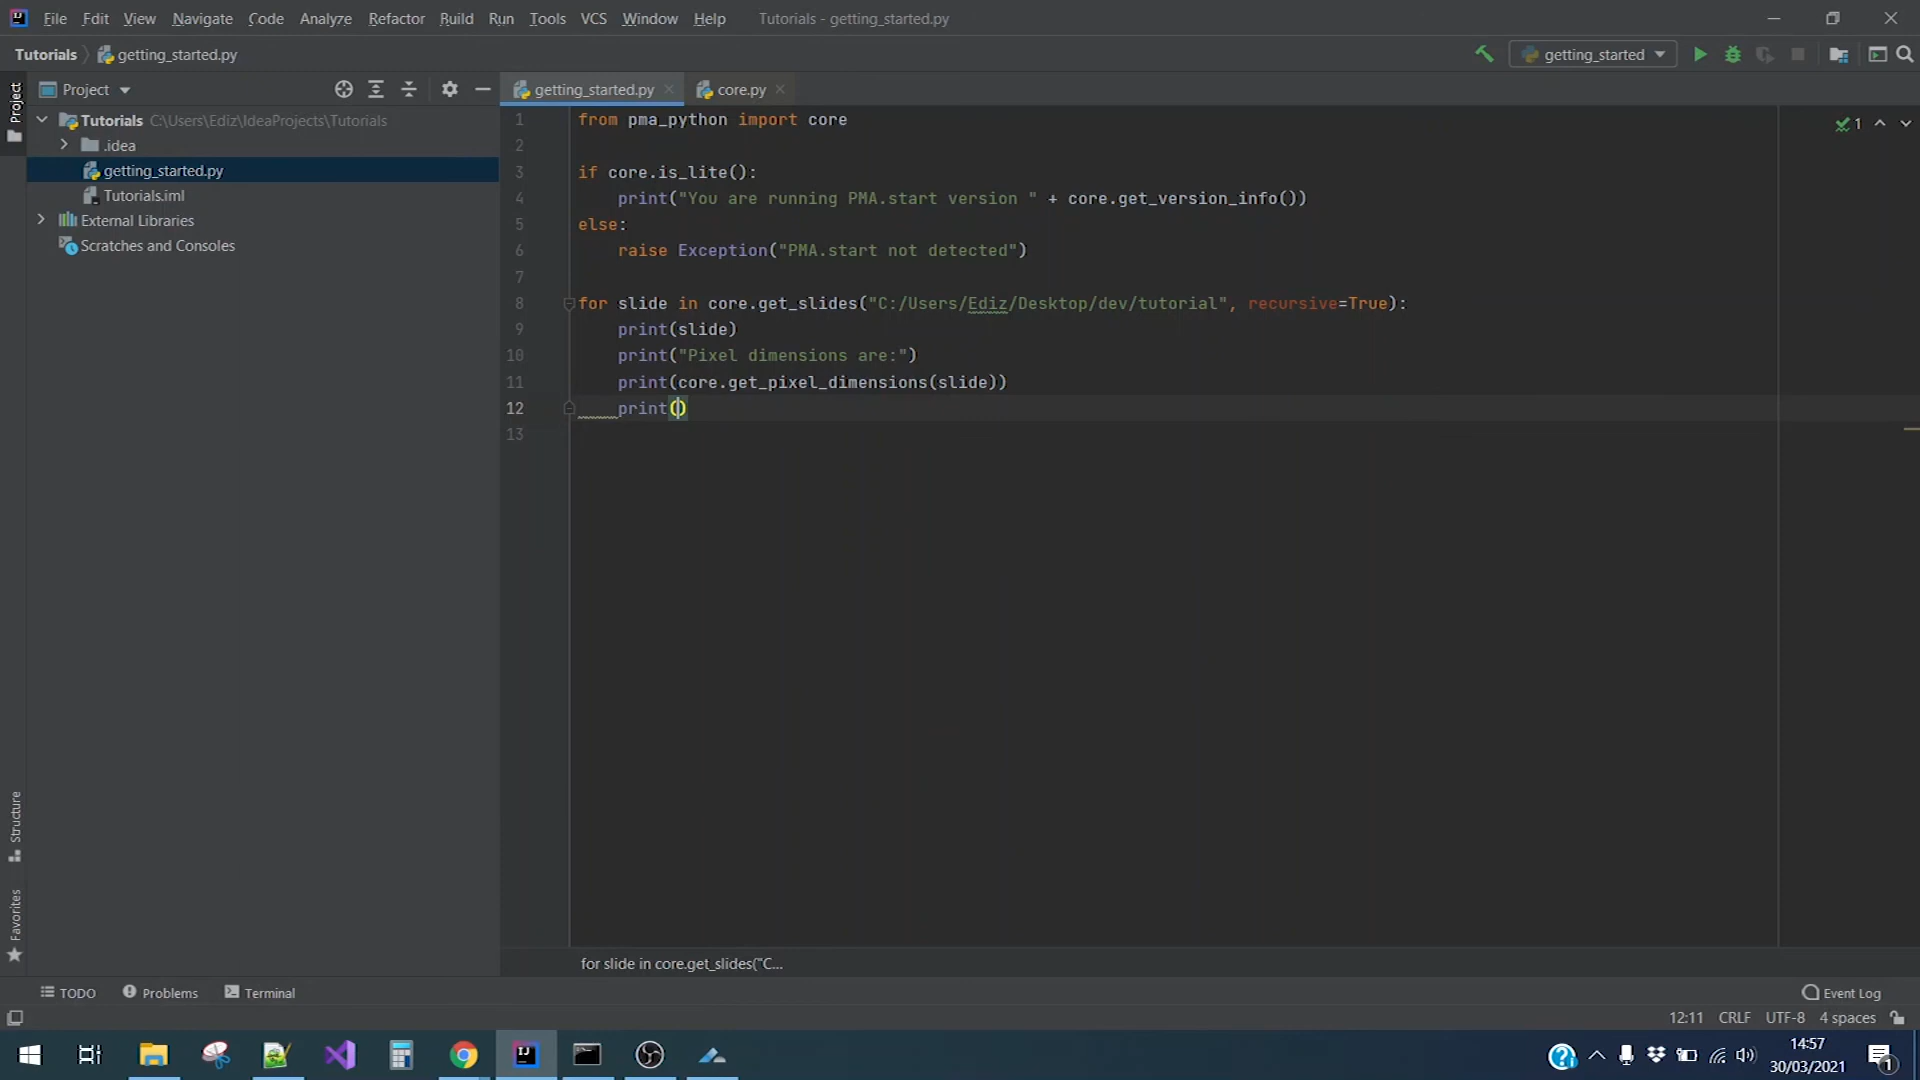 File Edit View Navigate Code Analyze Refactor Build Run Tools VCS Window Help Tutorials - getting_started.py
Tutorials getting_started.py getting_started
Project Project getting_started.py core.py
Tutorials C:\Users\Ediz\IdeaProjects\Tutorials
.idea
getting_started.py
Tutorials.iml
External Libraries
Scratches and Consoles
1 from pma_python import core
2
3 if core.is_lite():
4 print("You are running PMA.start version " + core.get_version_info())
5 else:
6 raise Exception("PMA.start not detected")
7
8 for slide in core.get_slides("C:/Users/Ediz/Desktop/dev/tutorial", recursive=True):
9 print(slide)
10 print("Pixel dimensions are:")
11 print(core.get_pixel_dimensions(slide))
12 print()
13
1
Structure
Favorites
for slide in core.get_slides("C...
TODO Problems Terminal Event Log
12:11 CRLF UTF-8 4 spaces
14:57
30/03/2021
1